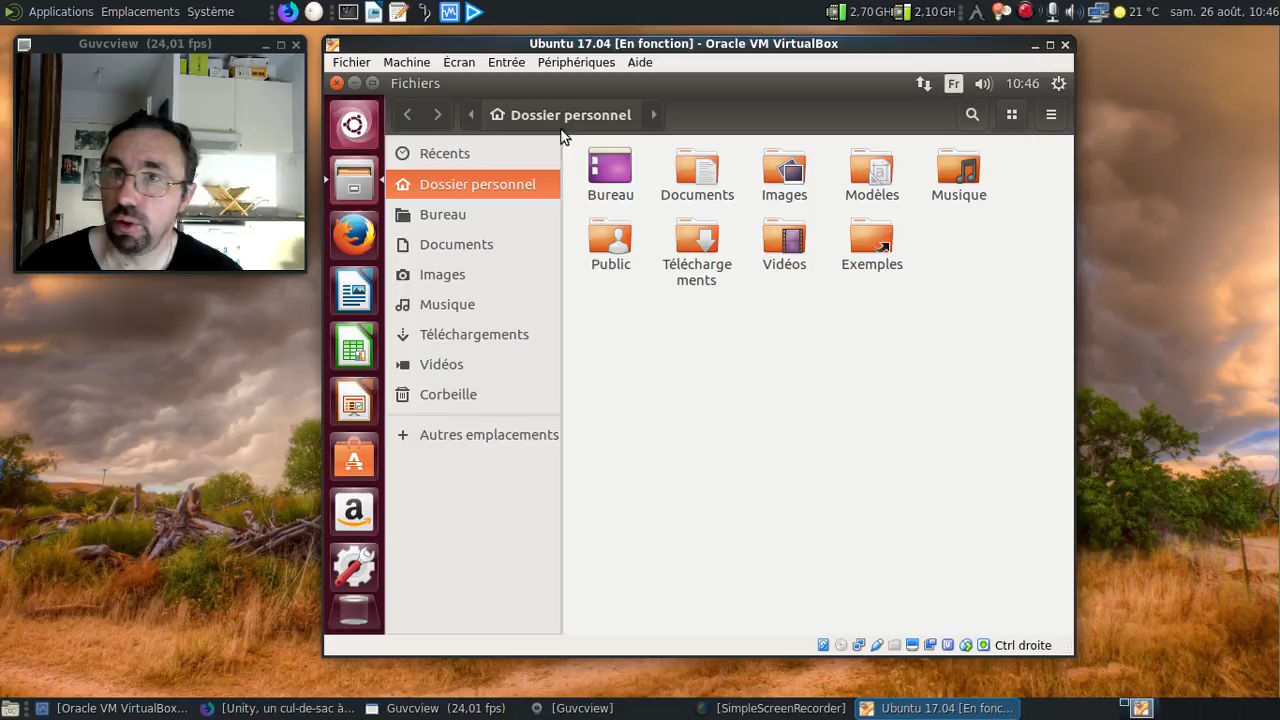 Applications Emplacements Système
2,70 GHz 2,10 GHz 21 °C sam. 26 août, 10:46
Guvcview (24,01 fps)
Ubuntu 17.04 [En fonction] - Oracle VM VirtualBox
Fichier Machine Écran Entrée Périphériques Aide
Fichiers Fr 10:46
Dossier personnel
Récents
Dossier personnel
Bureau
Documents
Images
Musique
Téléchargements
Vidéos
Corbeille
Autres emplacements
Bureau Documents Images Modèles Musique
Public Télécharge
ments Vidéos Exemples
Ctrl droite
[Oracle VM VirtualBox... [Unity, un cul-de-sac à... Guvcview (24,01 fps) [Guvcview] [SimpleScreenRecorder] Ubuntu 17.04 [En fonc...